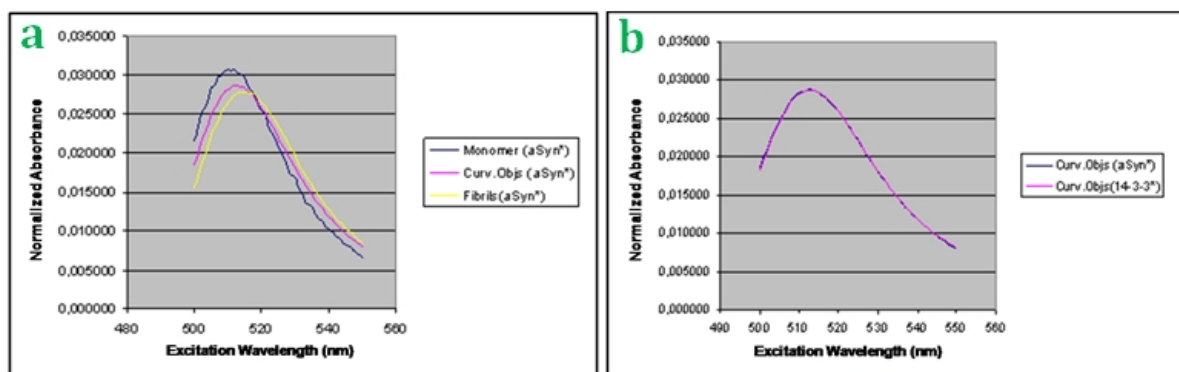 a
Normalized Absorbance
0,035000
0,030000
0,025000
0,020000
0,015000
0,010000
0,005000
0,000000
480 500 520 540 560
Excitation Wavelength (nm)
Monomer (aSyn*)
Curv.Objs (aSyn*)
Fibrils(aSyn*)
b
Normalized Absorbance
0,035000
0,030000
0,025000
0,020000
0,015000
0,010000
0,005000
0,000000
490 500 510 520 530 540 550 560
Excitation Wavelength (nm)
Curv.Objs (aSyn*)
Curv.Objs(14-3-3*)